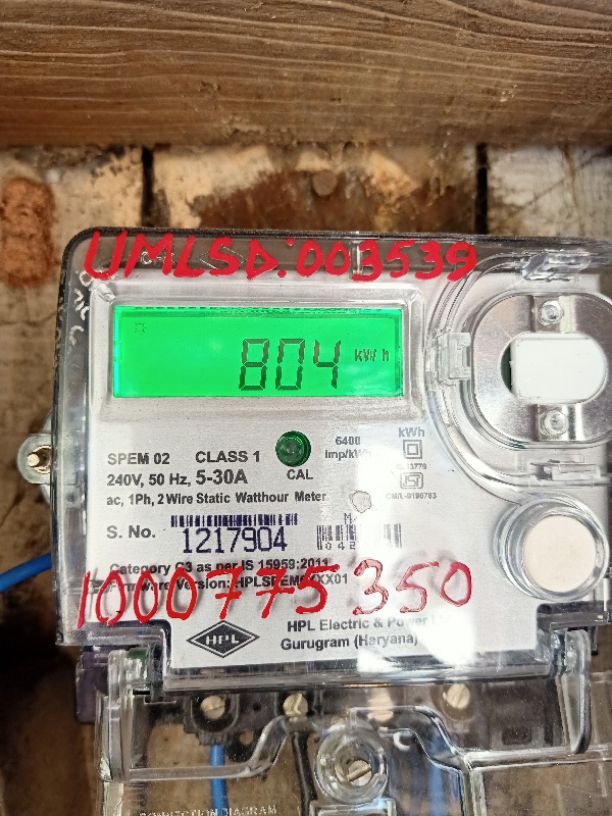 UMLSD:003539
804 kWh
SPEM 02 CLASS 1
240V, 50 Hz, 5-30A
ac, 1Ph, 2 Wire Static Watthour Meter
CAL
6400
imp/kWh
kWh
S. No. 1217904
Category C3 as per IS 15959:2011
1000775350
HPL
HPL Electric & Power
Gurugram (Haryana)
CONNECTION DIAGRAM